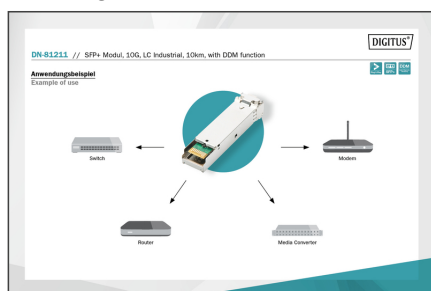 DIGITUS®
DN-81211 // SFP+ Modul, 10G, LC Industrial, 10km, with DDM function
DDM
Anwendungsbeispiel
Example of use
Switch
Modem
Router
Media Converter